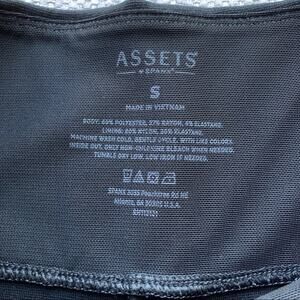 ASSETS
BY SPANX®
S
MADE IN VIETNAM
BODY: 65% POLYESTER, 27% RAYON, 8% ELASTANE.
LINING: 80% NYLON, 20% ELASTANE.
MACHINE WASH COLD, GENTLE CYCLE, WITH LIKE COLORS,
INSIDE OUT. ONLY NON-CHLORINE BLEACH WHEN NEEDED.
TUMBLE DRY LOW. LOW IRON IF NEEDED.
SPANX 3035 Peachtree Rd NE
Atlanta, GA 30305 U.S.A.